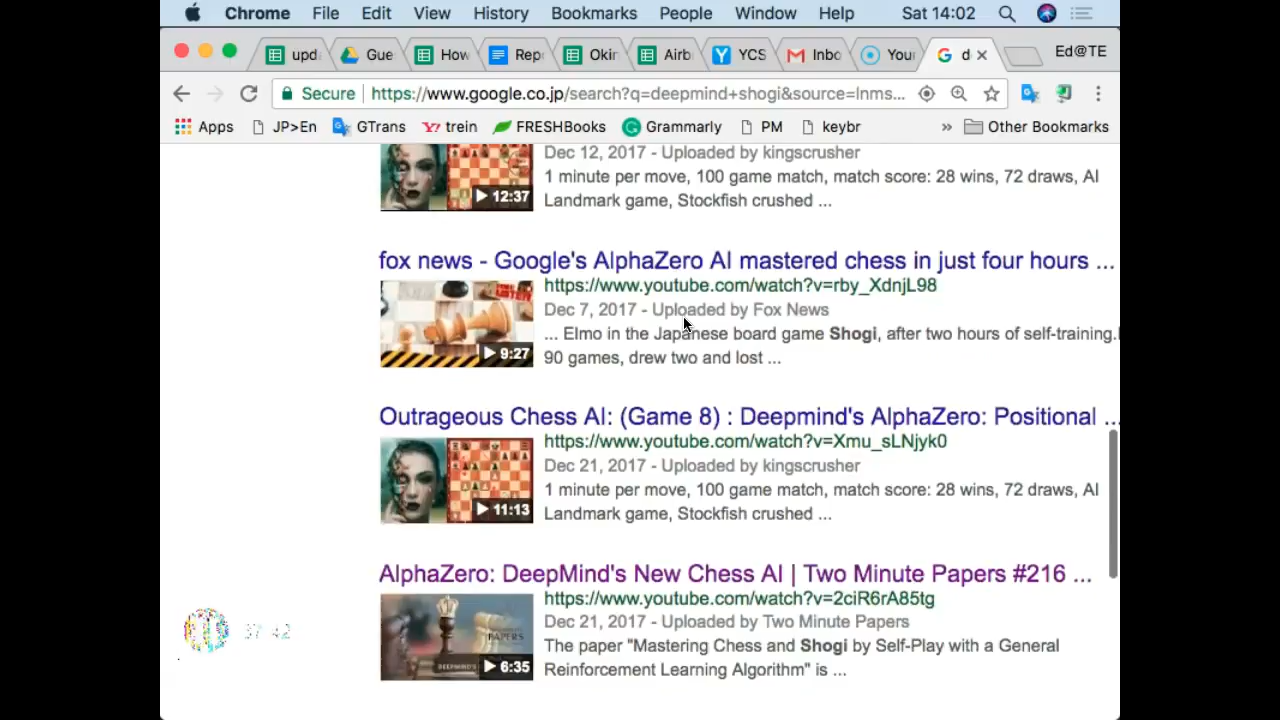 Chrome File Edit View History Bookmarks People Window Help Sat 14:02
upd Gue How Rep Okin Airb YCS Inbo You d Ed@TE
Secure https://www.google.co.jp/search?q=deepmind+shogi&source=lnms...
Apps JP>En GTrans trein FRESHBooks Grammarly PM keybr » Other Bookmarks
Dec 12, 2017 - Uploaded by kingscrusher
1 minute per move, 100 game match, match score: 28 wins, 72 draws, AI
12:37
Landmark game, Stockfish crushed ...
fox news - Google's AlphaZero AI mastered chess in just four hours ...
https://www.youtube.com/watch?v=rby_XdnjL98
Dec 7, 2017 - Uploaded by Fox News
... Elmo in the Japanese board game Shogi, after two hours of self-training.
9:27
90 games, drew two and lost ...
Outrageous Chess AI: (Game 8) : Deepmind's AlphaZero: Positional ...
https://www.youtube.com/watch?v=Xmu_sLNjyk0
Dec 21, 2017 - Uploaded by kingscrusher
1 minute per move, 100 game match, match score: 28 wins, 72 draws, AI
11:13
Landmark game, Stockfish crushed ...
AlphaZero: DeepMind's New Chess AI | Two Minute Papers #216 ...
https://www.youtube.com/watch?v=2ciR6rA85tg
Dec 21, 2017 - Uploaded by Two Minute Papers
PAPERS
The paper "Mastering Chess and Shogi by Self-Play with a General
6:35
Reinforcement Learning Algorithm" is ...
37:42